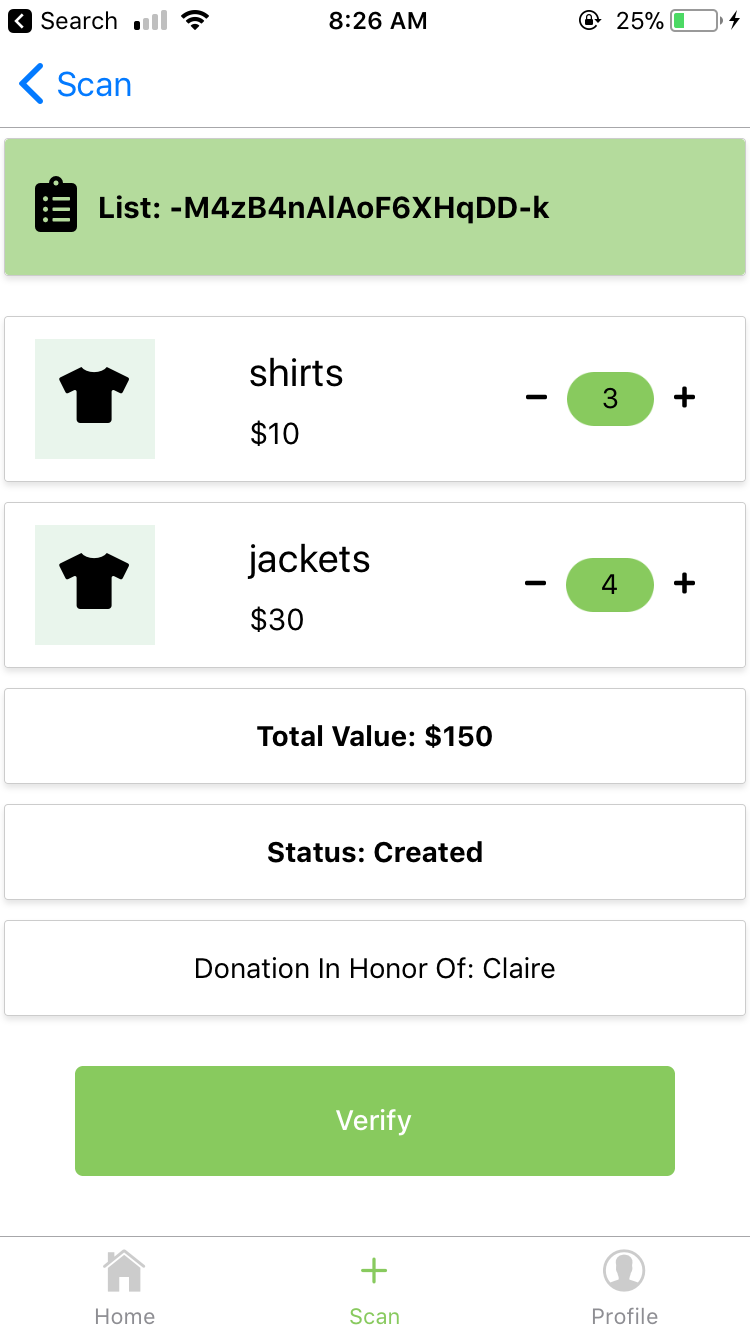 Search 8:26 AM 25%
Scan
List: -M4zB4nAlAoF6XHqDD-k
shirts
$10
− 3 +
jackets
$30
− 4 +
Total Value: $150
Status: Created
Donation In Honor Of: Claire
Verify
Home Scan Profile